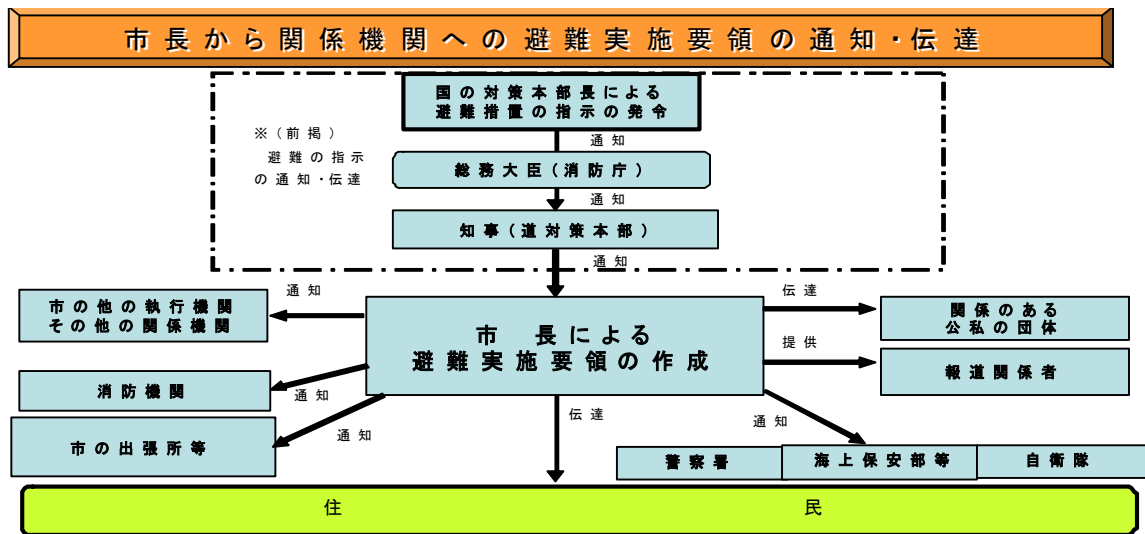 市長から関係機関への避難実施要領の通知・伝達
国の対策本部長による
避難措置の指示の発令
※(前掲)
避難の指示
の通知・伝達
通知
総務大臣(消防庁)
通知
知事(道対策本部)
通知
市の他の執行機関
その他の関係機関
通知
市 長による
避難実施要領の作成
伝達
関係のある
公私の団体
提供
報道関係者
消防機関
通知
市の出張所等
通知
伝達
通知
警察署
海上保安部等
自衛隊
住 民